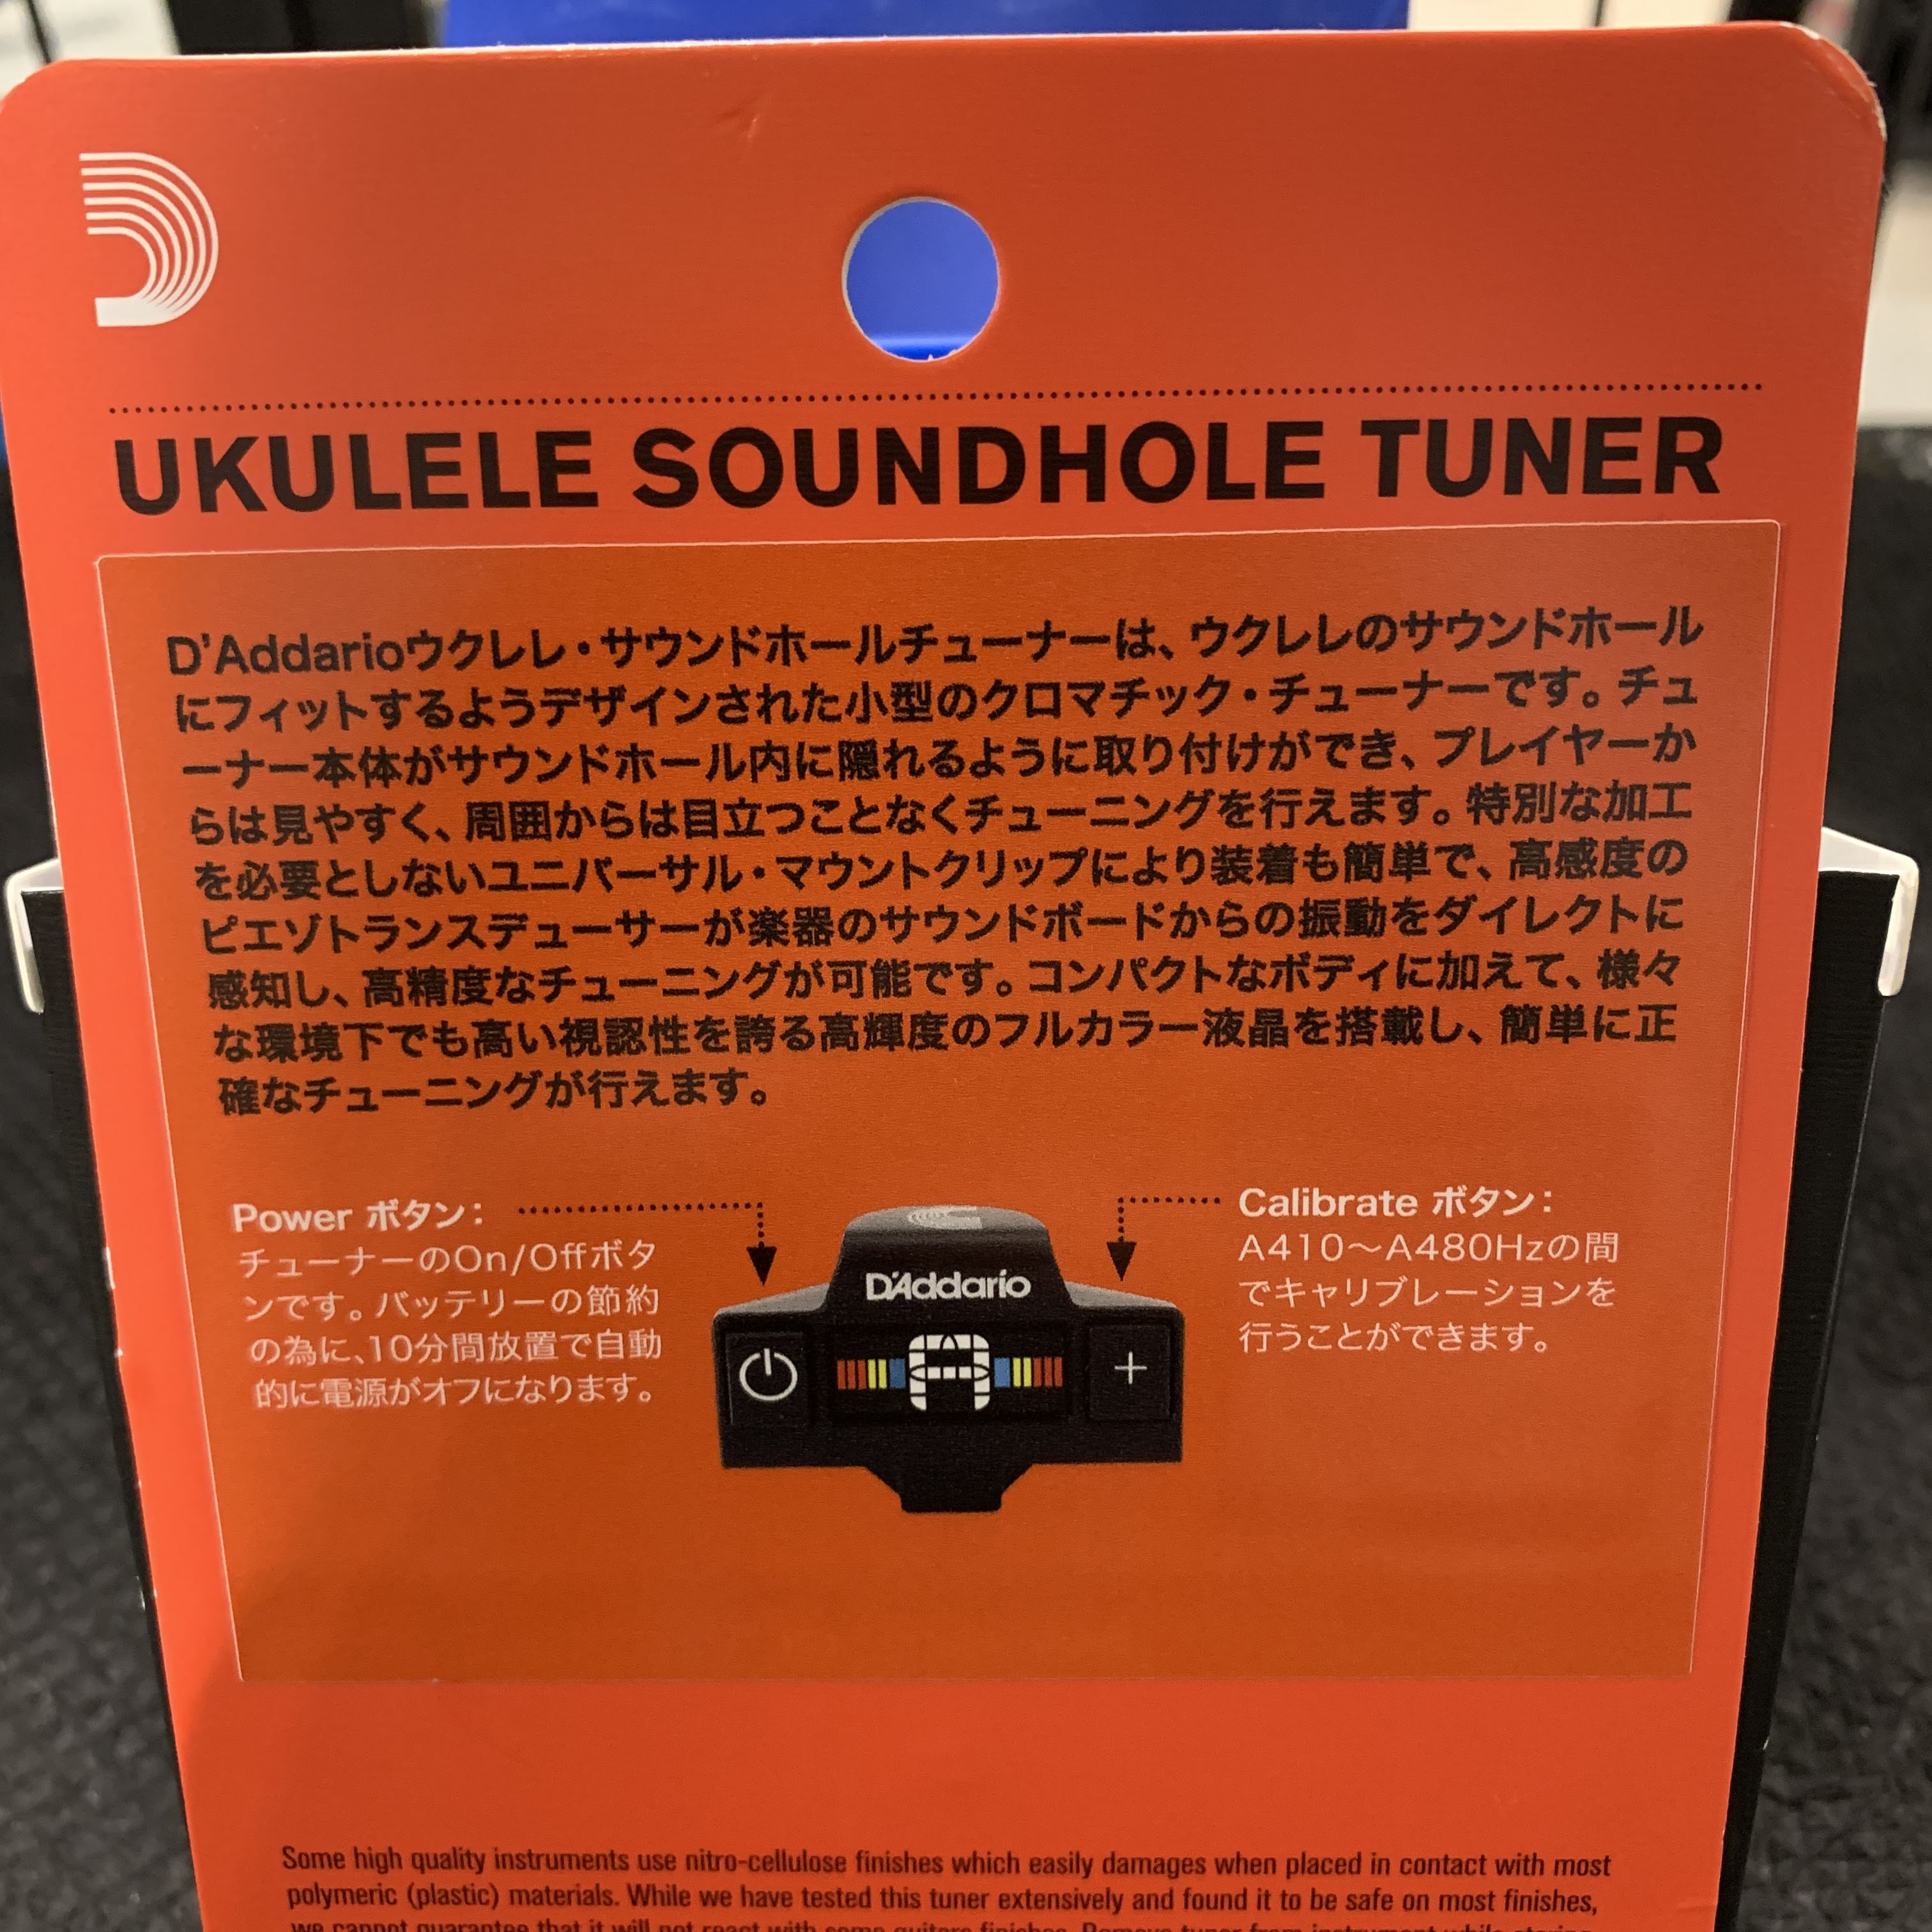 UKULELE SOUNDHOLE TUNER
D'Addarioウクレレ・サウンドホールチューナーは、ウクレレのサウンドホール
にフィットするようデザインされた小型のクロマチック・チューナーです。チュ
ーナー本体がサウンドホール内に隠れるように取り付けができ、プレイヤーか
らは見やすく、周囲からは目立つことなくチューニングを行えます。特別な加工
を必要としないユニバーサル・マウントクリップにより装着も簡単で、高感度の
ピエゾトランスデューサーが楽器のサウンドボードからの振動をダイレクトに
感知し、高精度なチューニングが可能です。コンパクトなボディに加えて、様々
な環境下でも高い視認性を誇る高輝度のフルカラー液晶を搭載し、簡単に正
確なチューニングが行えます。
Power ボタン:
チューナーのOn/Offボタ
ンです。バッテリーの節約
の為に、10分間放置で自動
的に電源がオフになります。
D'Addario
A
+
Calibrate ボタン:
A410〜A480Hzの間
でキャリブレーションを
行うことができます。
Some high quality instruments use nitro-cellulose finishes which easily damages when placed in contact with most
polymeric (plastic) materials. While we have tested this tuner extensively and found it to be safe on most finishes,
we cannot guarantee that it will not react with some guitars finishes. Remove tuner from instrument while storing